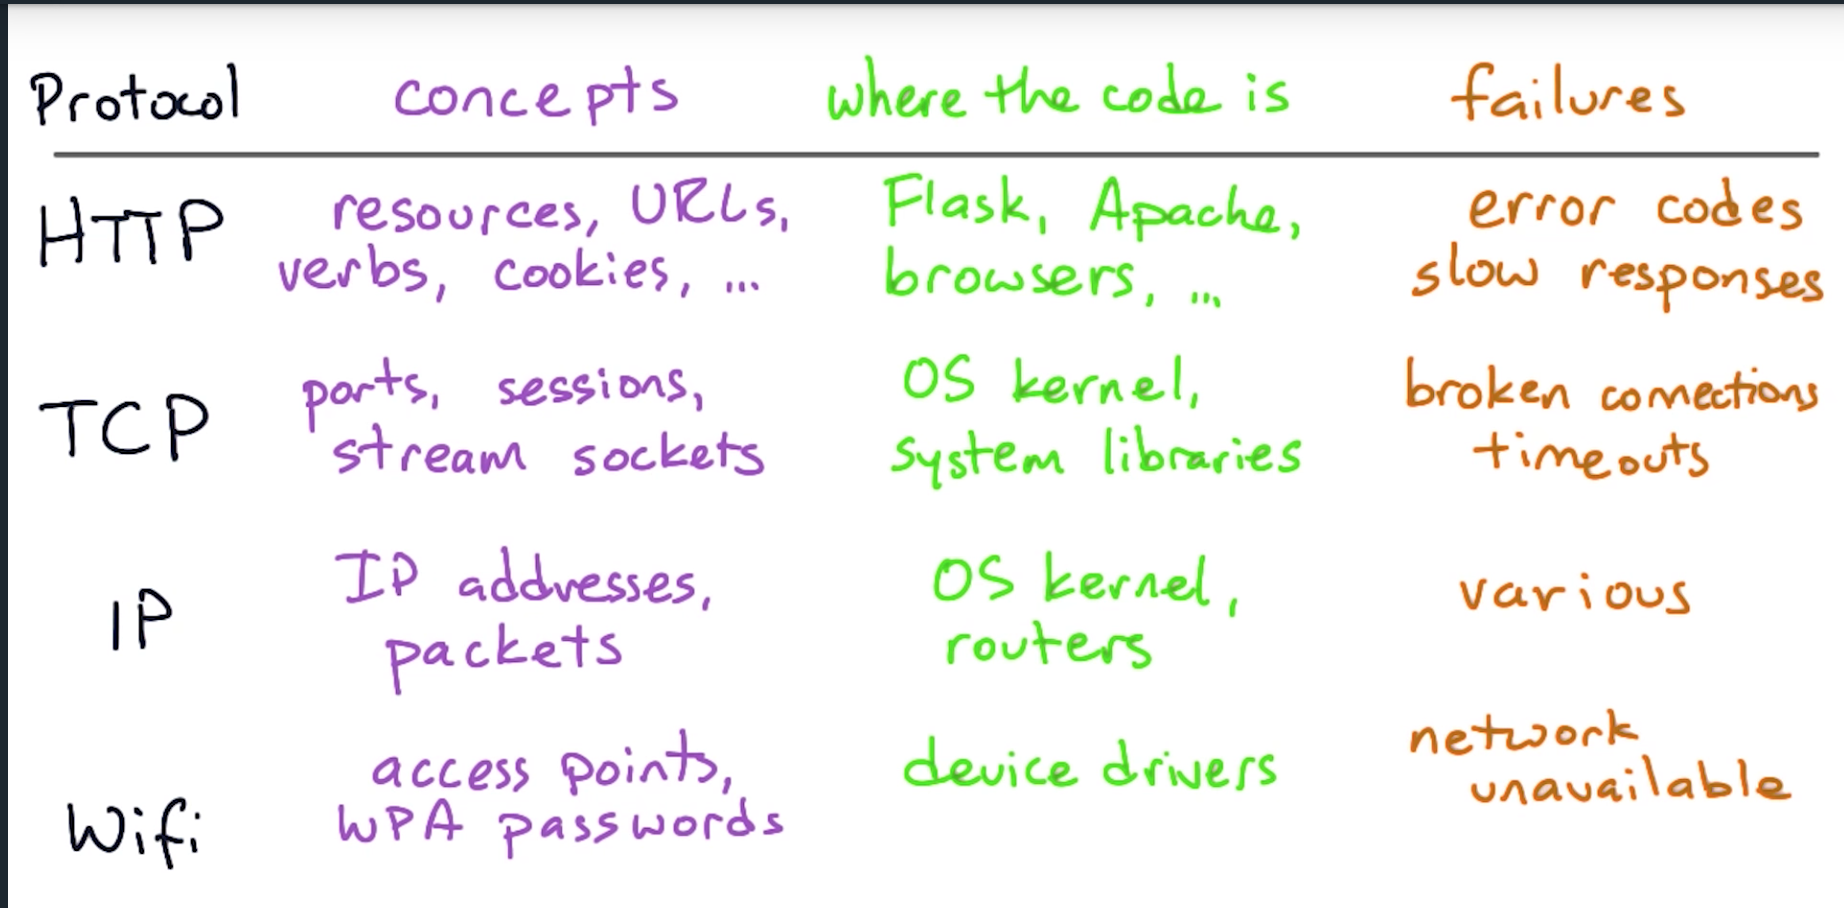 Protocol concepts where the code is failures
HTTP resources, URLs, Flask, Apache, error codes
verbs, cookies, ... browsers, ... slow responses
TCP ports, sessions, OS kernel, broken connections
stream sockets system libraries timeouts
IP IP addresses, OS kernel, various
packets routers
Wifi access points, device drivers network
WPA passwords unavailable